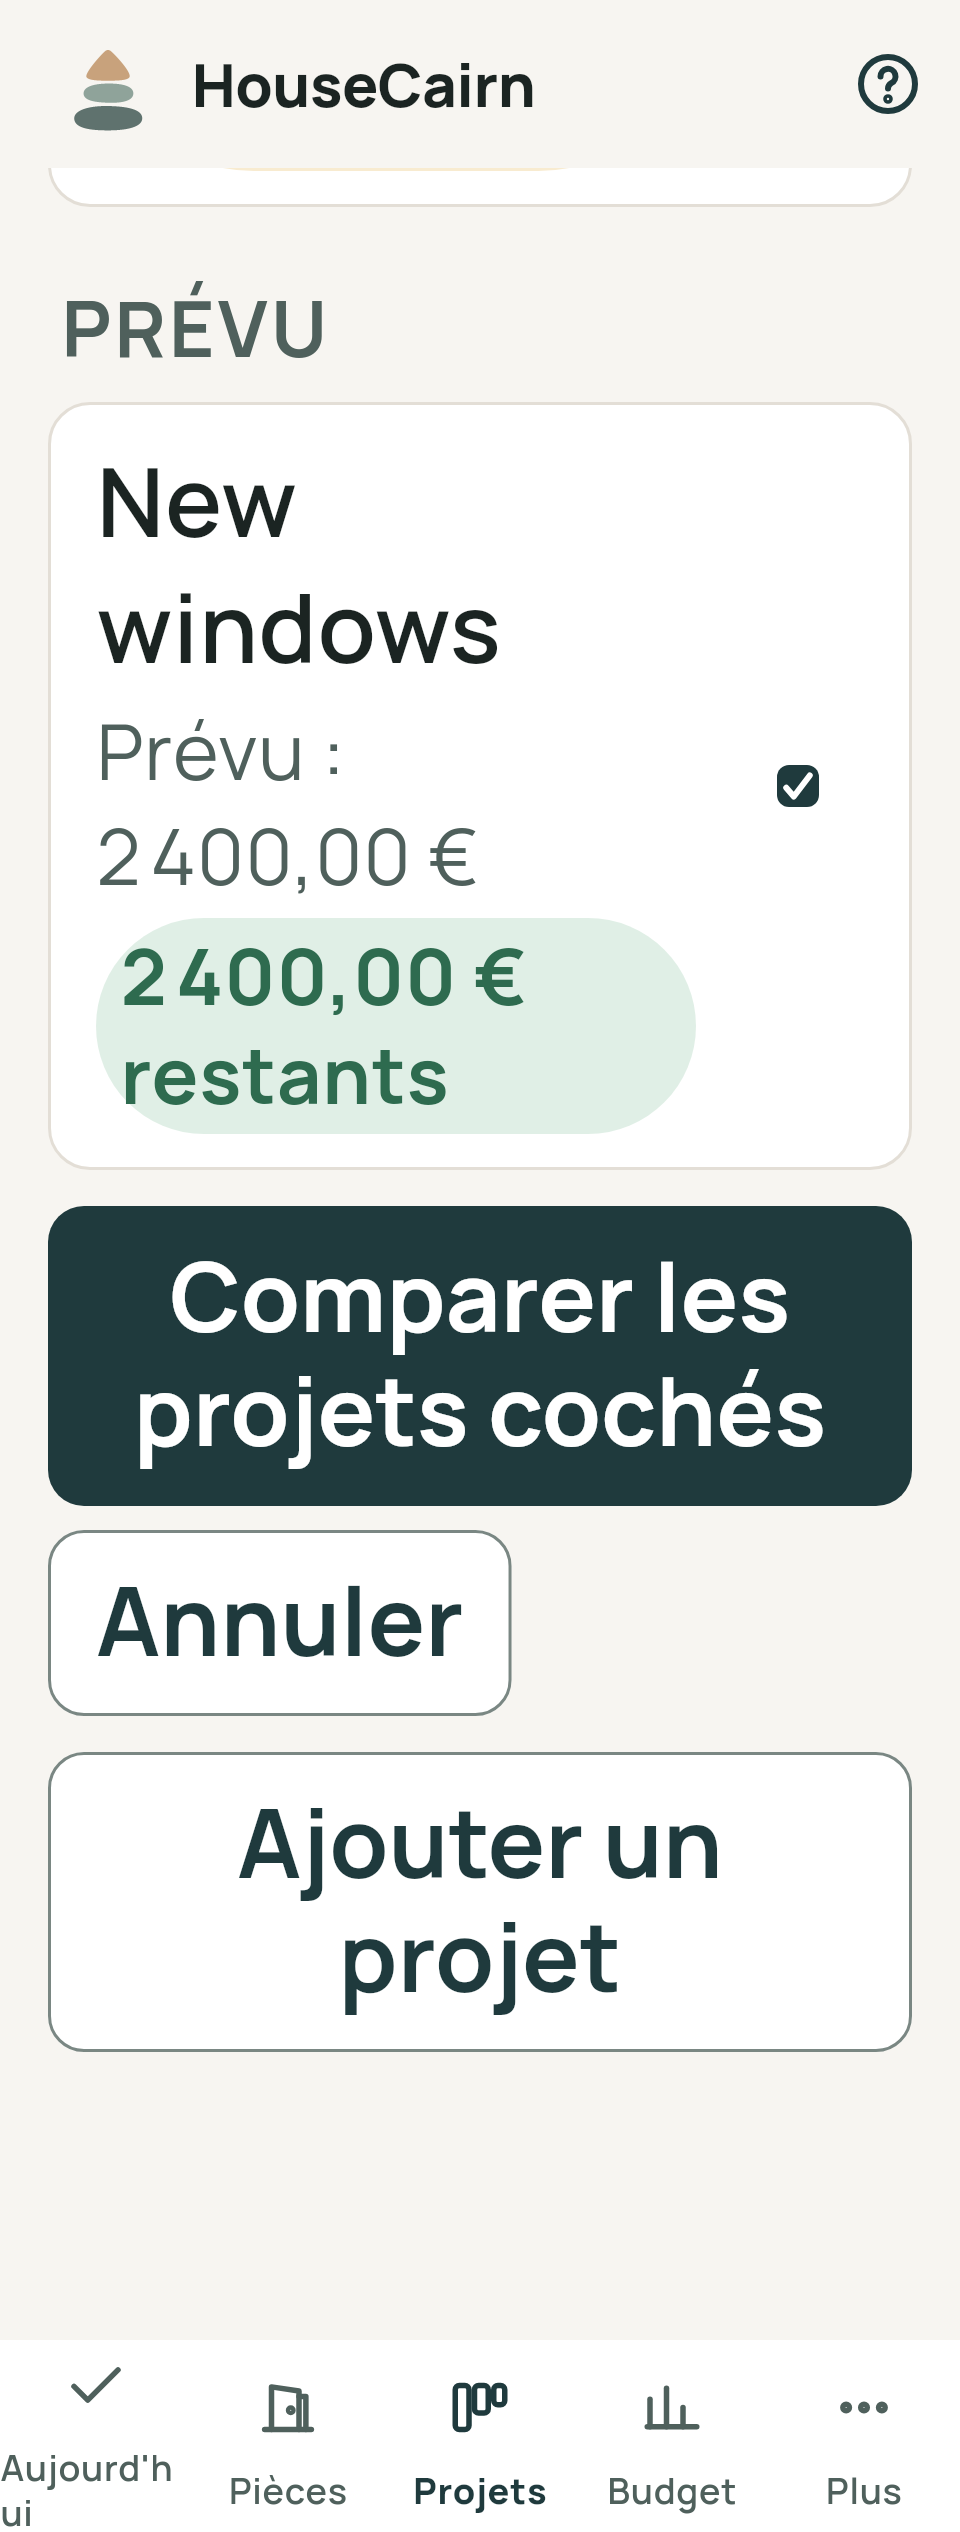 HouseCairn
PRÉVU
New
windows
Prévu :
2 400,00 €
2 400,00 €
restants
Comparer les
projets cochés
Annuler
Ajouter un
projet
Aujourd'h
ui
Pièces
Projets
Budget
Plus